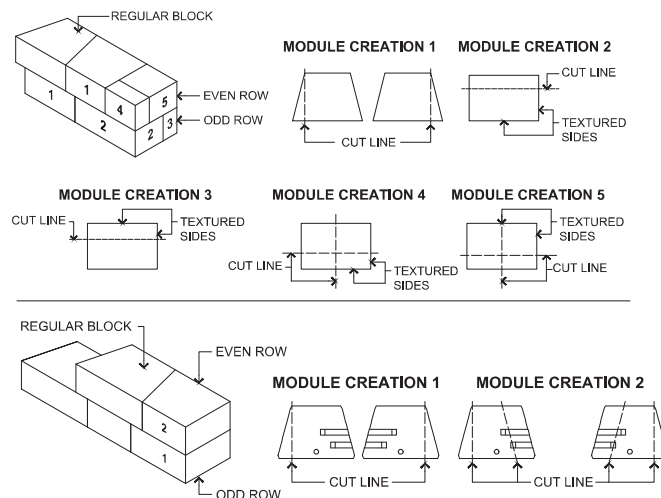 REGULAR BLOCK
1
1
4
5
2
2
3
EVEN ROW
ODD ROW
MODULE CREATION 1
CUT LINE
MODULE CREATION 2
CUT LINE
TEXTURED
SIDES
MODULE CREATION 3
CUT LINE
TEXTURED
SIDES
MODULE CREATION 4
CUT LINE
TEXTURED
SIDES
MODULE CREATION 5
TEXTURED
SIDES
CUT LINE
REGULAR BLOCK
EVEN ROW
2
1
ODD ROW
MODULE CREATION 1
CUT LINE
MODULE CREATION 2
CUT LINE